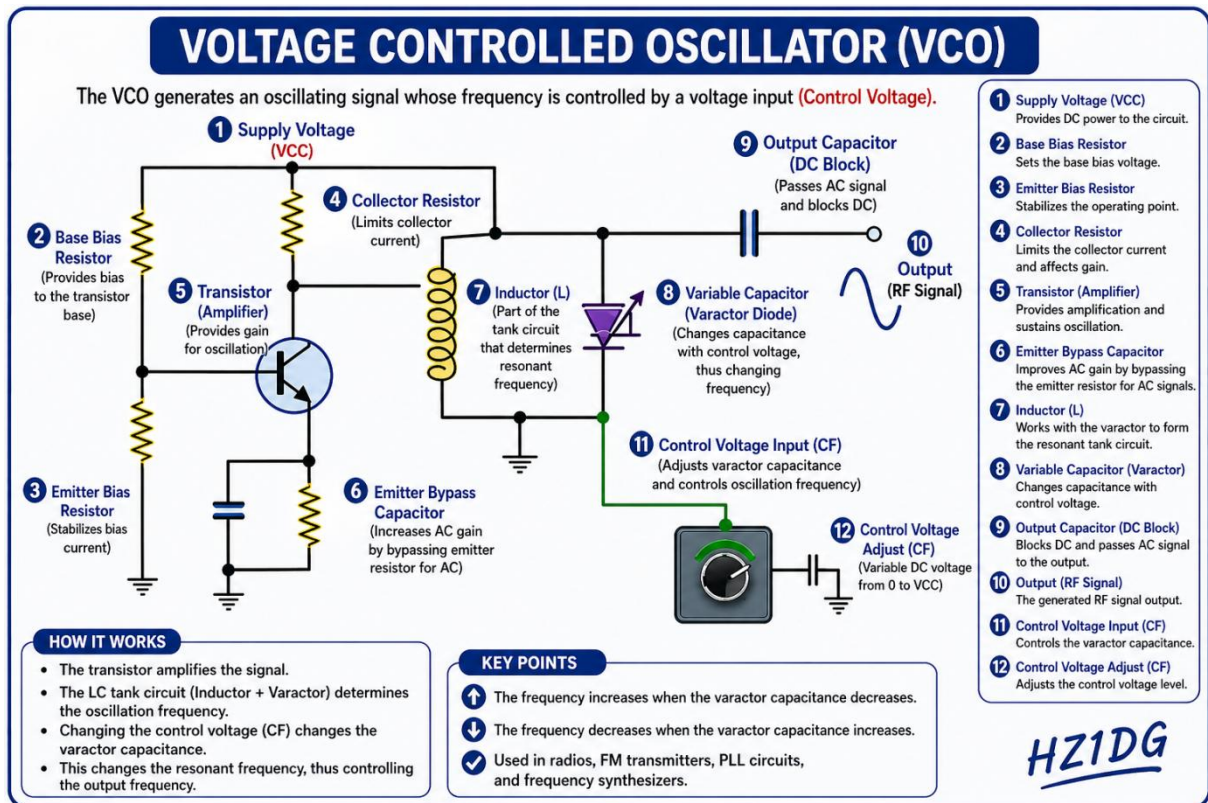 VOLTAGE CONTROLLED OSCILLATOR (VCO)
The VCO generates an oscillating signal whose frequency is controlled by a voltage input (Control Voltage).
1 Supply Voltage
(VCC)
2 Base Bias
Resistor
(Provides bias
to the transistor
base)
3 Emitter Bias
Resistor
(Stabilizes bias
current)
4 Collector Resistor
(Limits collector
current)
5 Transistor
(Amplifier)
(Provides gain
for oscillation)
6 Emitter Bypass
Capacitor
(Increases AC gain
by bypassing emitter
resistor for AC)
7 Inductor (L)
(Part of the
tank circuit
that determines
resonant
frequency)
8 Variable Capacitor
(Varactor Diode)
(Changes capacitance
with control voltage,
thus changing
frequency)
9 Output Capacitor
(DC Block)
(Passes AC signal
and blocks DC)
10
Output
(RF Signal)
11 Control Voltage Input (CF)
(Adjusts varactor capacitance
and controls oscillation frequency)
12 Control Voltage
Adjust (CF)
(Variable DC voltage
from 0 to VCC)
1 Supply Voltage (VCC)
Provides DC power to the circuit.
2 Base Bias Resistor
Sets the base bias voltage.
3 Emitter Bias Resistor
Stabilizes the operating point.
4 Collector Resistor
Limits the collector current
and affects gain.
5 Transistor (Amplifier)
Provides amplification and
sustains oscillation.
6 Emitter Bypass Capacitor
Improves AC gain by bypassing
the emitter resistor for AC signals.
7 Inductor (L)
Works with the varactor to form
the resonant tank circuit.
8 Variable Capacitor (Varactor)
Changes capacitance with
control voltage.
9 Output Capacitor (DC Block)
Blocks DC and passes AC signal
to the output.
10 Output (RF Signal)
The generated RF signal output.
11 Control Voltage Input (CF)
Controls the varactor capacitance.
12 Control Voltage Adjust (CF)
Adjusts the control voltage level.
HOW IT WORKS
• The transistor amplifies the signal.
• The LC tank circuit (Inductor + Varactor) determines
the oscillation frequency.
• Changing the control voltage (CF) changes the
varactor capacitance.
• This changes the resonant frequency, thus controlling
the output frequency.
KEY POINTS
The frequency increases when the varactor capacitance decreases.
The frequency decreases when the varactor capacitance increases.
Used in radios, FM transmitters, PLL circuits,
and frequency synthesizers.
HZ1DG